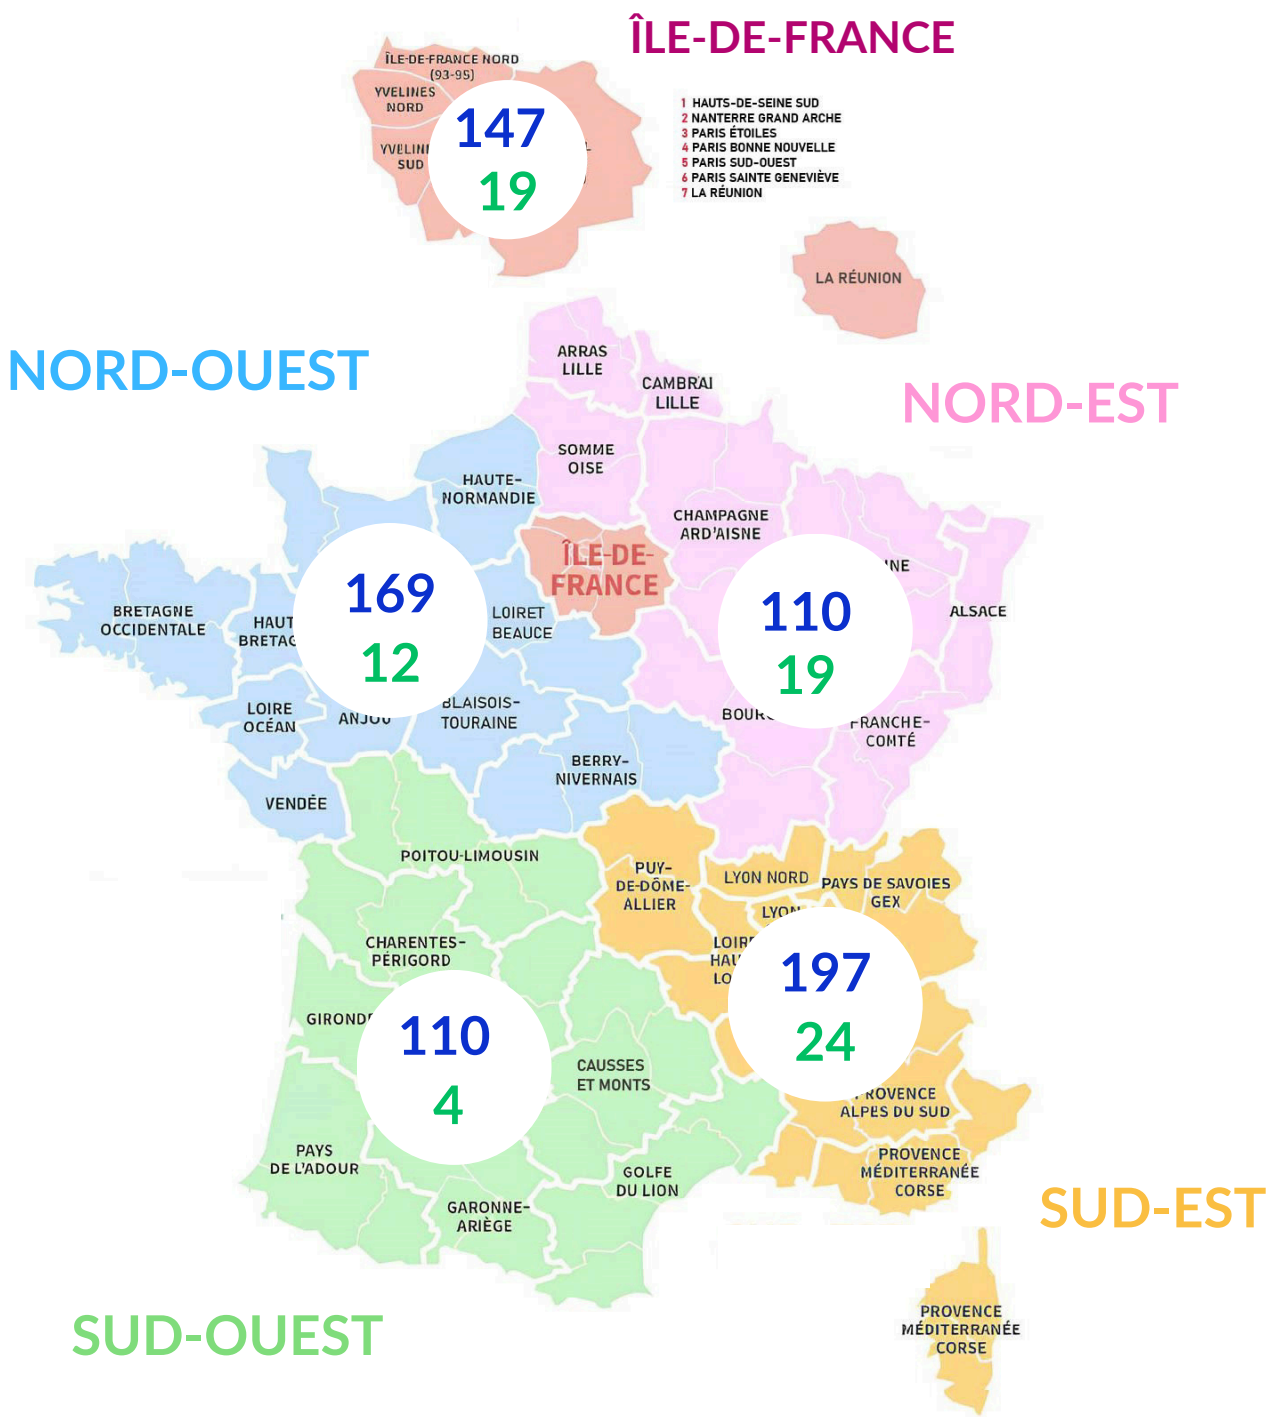 ÎLE-DE-FRANCE
ÎLE-DE-FRANCE NORD
(93-95)
YVELINES
NORD
SUD
147
19
1 HAUTS-DE-SEINE SUD
2 NANTERRE GRAND ARCHE
3 PARIS ÉTOILES
4 PARIS BONNE NOUVELLE
5 PARIS SUD-OUEST
6 PARIS SAINTE GENEVIÈVE
7 LA RÉUNION
LA RÉUNION
NORD-OUEST
NORD-EST
ARRAS
LILLE
CAMBRAI
LILLE
SOMME
OISE
HAUTE-
NORMANDIE
CHAMPAGNE
ARD'AISNE
ÎLE-DE-
FRANCE
BRETAGNE
OCCIDENTALE
169
12
LOIRET
BEAUCE
110
19
ALSACE
LOIRE
OCÉAN
ANJOU
BLAISOIS-
TOURAINE
FRANCHE-
COMTÉ
BERRY-
NIVERNAIS
VENDÉE
POITOU-LIMOUSIN
PUY-
DE-DÔME-
ALLIER
LYON NORD
PAYS DE SAVOIES
GEX
LYON
CHARENTES-
PÉRIGORD
197
24
GIRONDE
110
4
CAUSSES
ET MONTS
PROVENCE
ALPES DU SUD
PAYS
DE L'ADOUR
GOLFE
DU LION
PROVENCE
MÉDITERRANÉE
CORSE
GARONNE-
ARIÈGE
SUD-EST
SUD-OUEST
PROVENCE
MÉDITERRANÉE
CORSE